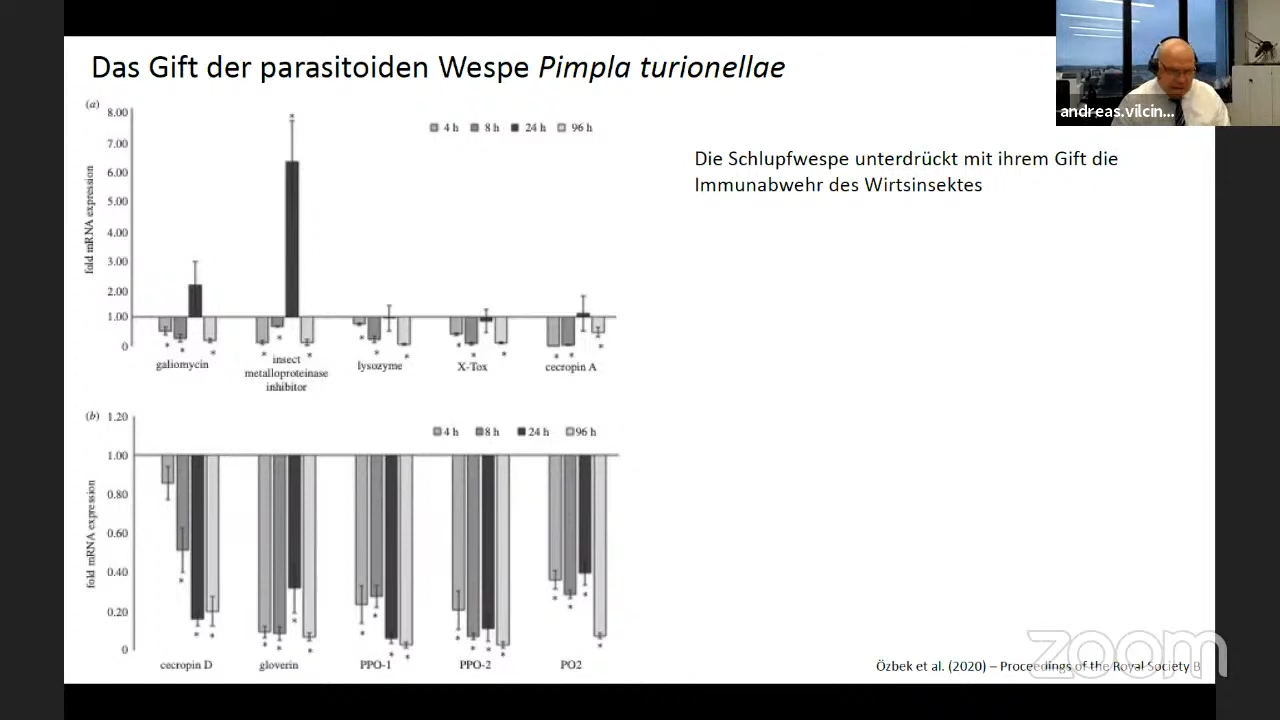 Das Gift der parasitoiden Wespe Pimpla turionellae
andreas.vilcin...
Die Schlupfwespe unterdrückt mit ihrem Gift die
Immunabwehr des Wirtsinsektes
(a)
fold mRNA expression
8.00
7.00
6.00
5.00
4.00
3.00
2.00
1.00
0
4 h 8 h 24 h 96 h
galiomycin
insect
metalloproteinase
inhibitor
lysozyme
X-Tox
cecropin A
(b)
fold mRNA expression
1.20
1.00
0.80
0.60
0.40
0.20
0
4 h 8 h 24 h 96 h
cecropin D
gloverin
PPO-1
PPO-2
PO2
Özbek et al. (2020) – Proceedings of the Royal Society B
zoom